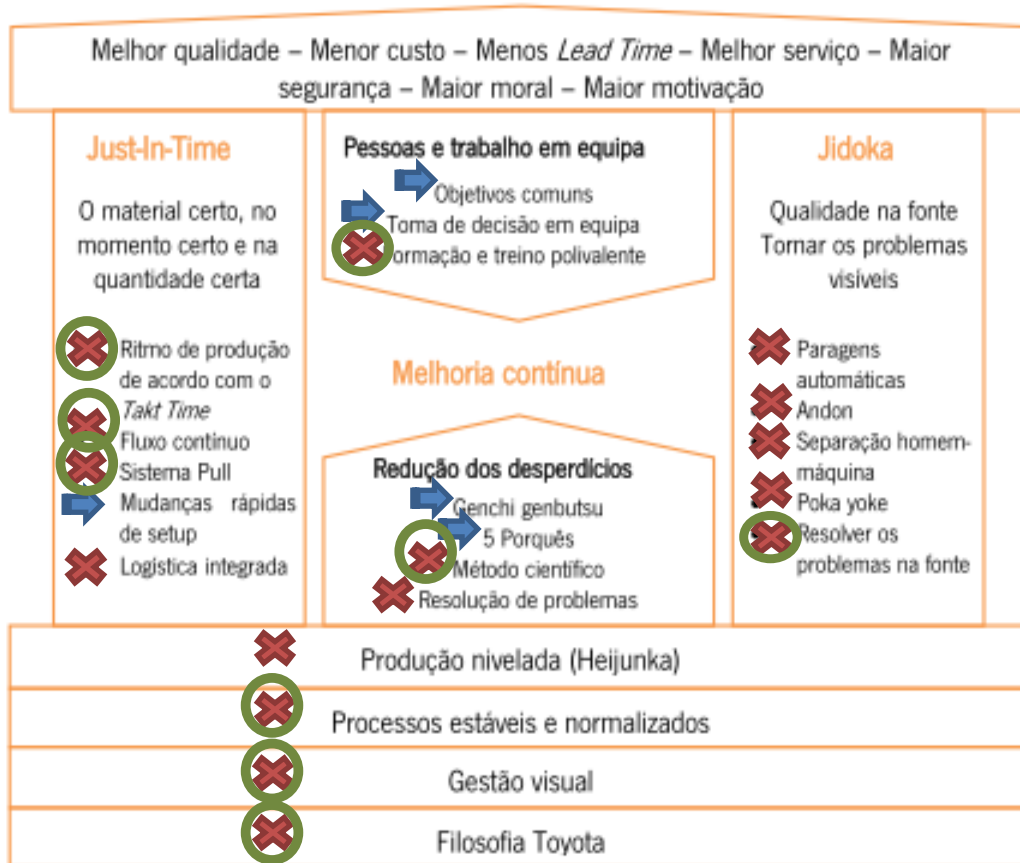 Melhor qualidade – Menor custo – Menos Lead Time – Melhor serviço – Maior
segurança – Maior moral – Maior motivação
Just-In-Time
O material certo, no
momento certo e na
quantidade certa
Ritmo de produção
de acordo com o
Takt Time
Fluxo contínuo
Sistema Pull
Mudanças rápidas
de setup
Logística integrada
Pessoas e trabalho em equipa
Objetivos comuns
Toma de decisão em equipa
ormação e treino polivalente
Melhoria contínua
Redução dos desperdícios
Genchi genbutsu
5 Porquês
Método científico
Resolução de problemas
Jidoka
Qualidade na fonte
Tornar os problemas
visíveis
Paragens
automáticas
Andon
Separação homem-
máquina
Poka yoke
Resolver os
problemas na fonte
Produção nivelada (Heijunka)
Processos estáveis e normalizados
Gestão visual
Filosofia Toyota